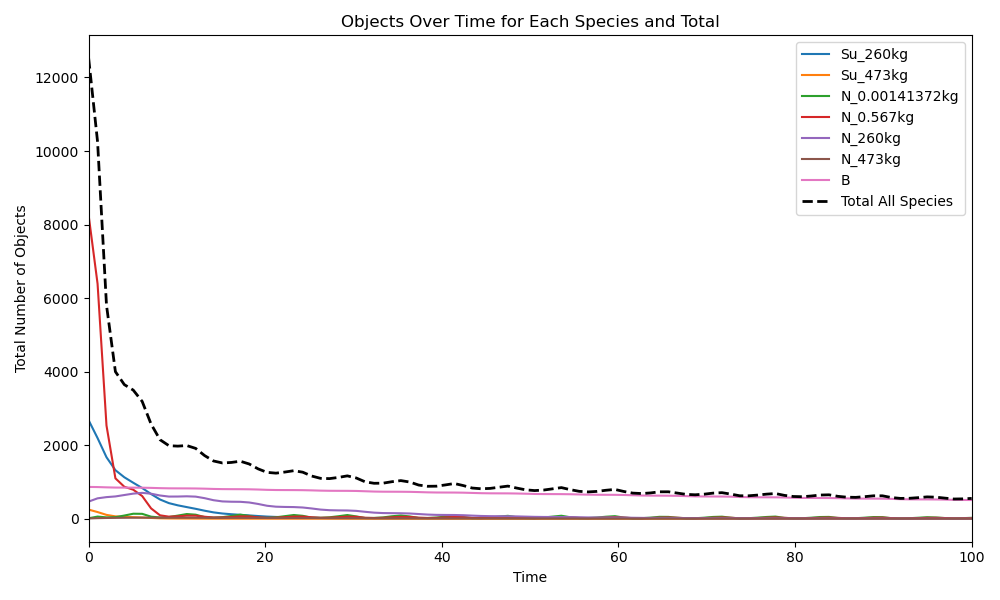 Objects Over Time for Each Species and Total
Total Number of Objects
12000
10000
8000
6000
4000
2000
0
0 20 40 60 80 100
Time
Su_260kg
Su_473kg
N_0.00141372kg
N_0.567kg
N_260kg
N_473kg
B
Total All Species